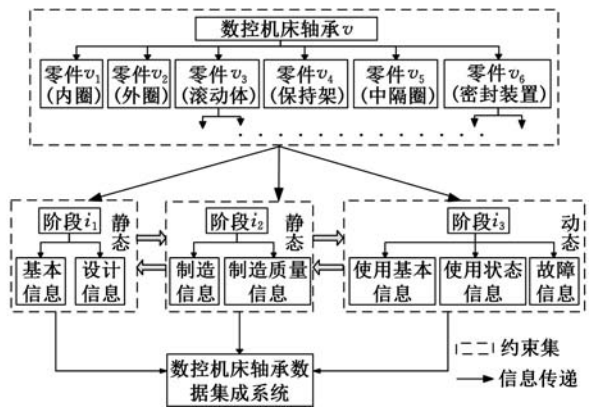 数控机床轴承v
零件v1 零件v2 零件v3 零件v4 零件v5 零件v6
(内圈) (外圈) (滚动体) (保持架) (中隔圈) (密封装置)
阶段i1 静态 阶段i2 静态 阶段i3 动态
基本信息 设计信息 制造信息 制造质量信息 使用基本信息 使用状态信息 故障信息
数控机床轴承数
据集成系统
约束集
信息传递